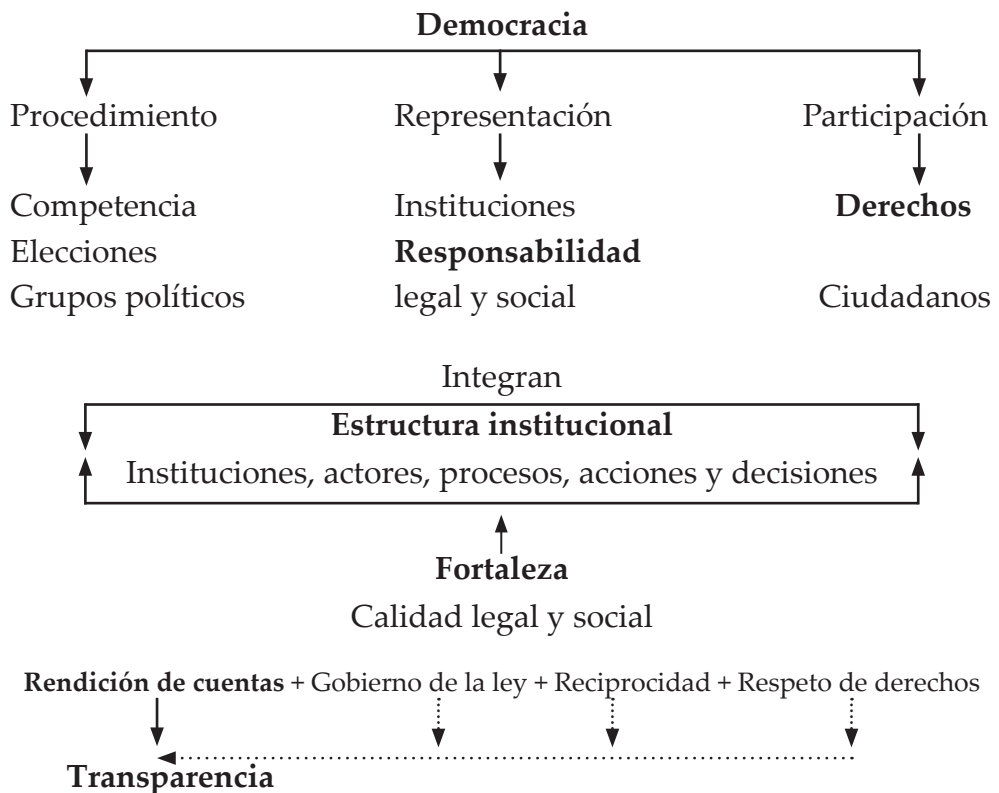 Democracia
Procedimiento Representación Participación
Competencia Instituciones Derechos
Elecciones Responsabilidad
Grupos políticos legal y social Ciudadanos
Integran
Estructura institucional
Instituciones, actores, procesos, acciones y decisiones
Fortaleza
Calidad legal y social
Rendición de cuentas + Gobierno de la ley + Reciprocidad + Respeto de derechos
Transparencia